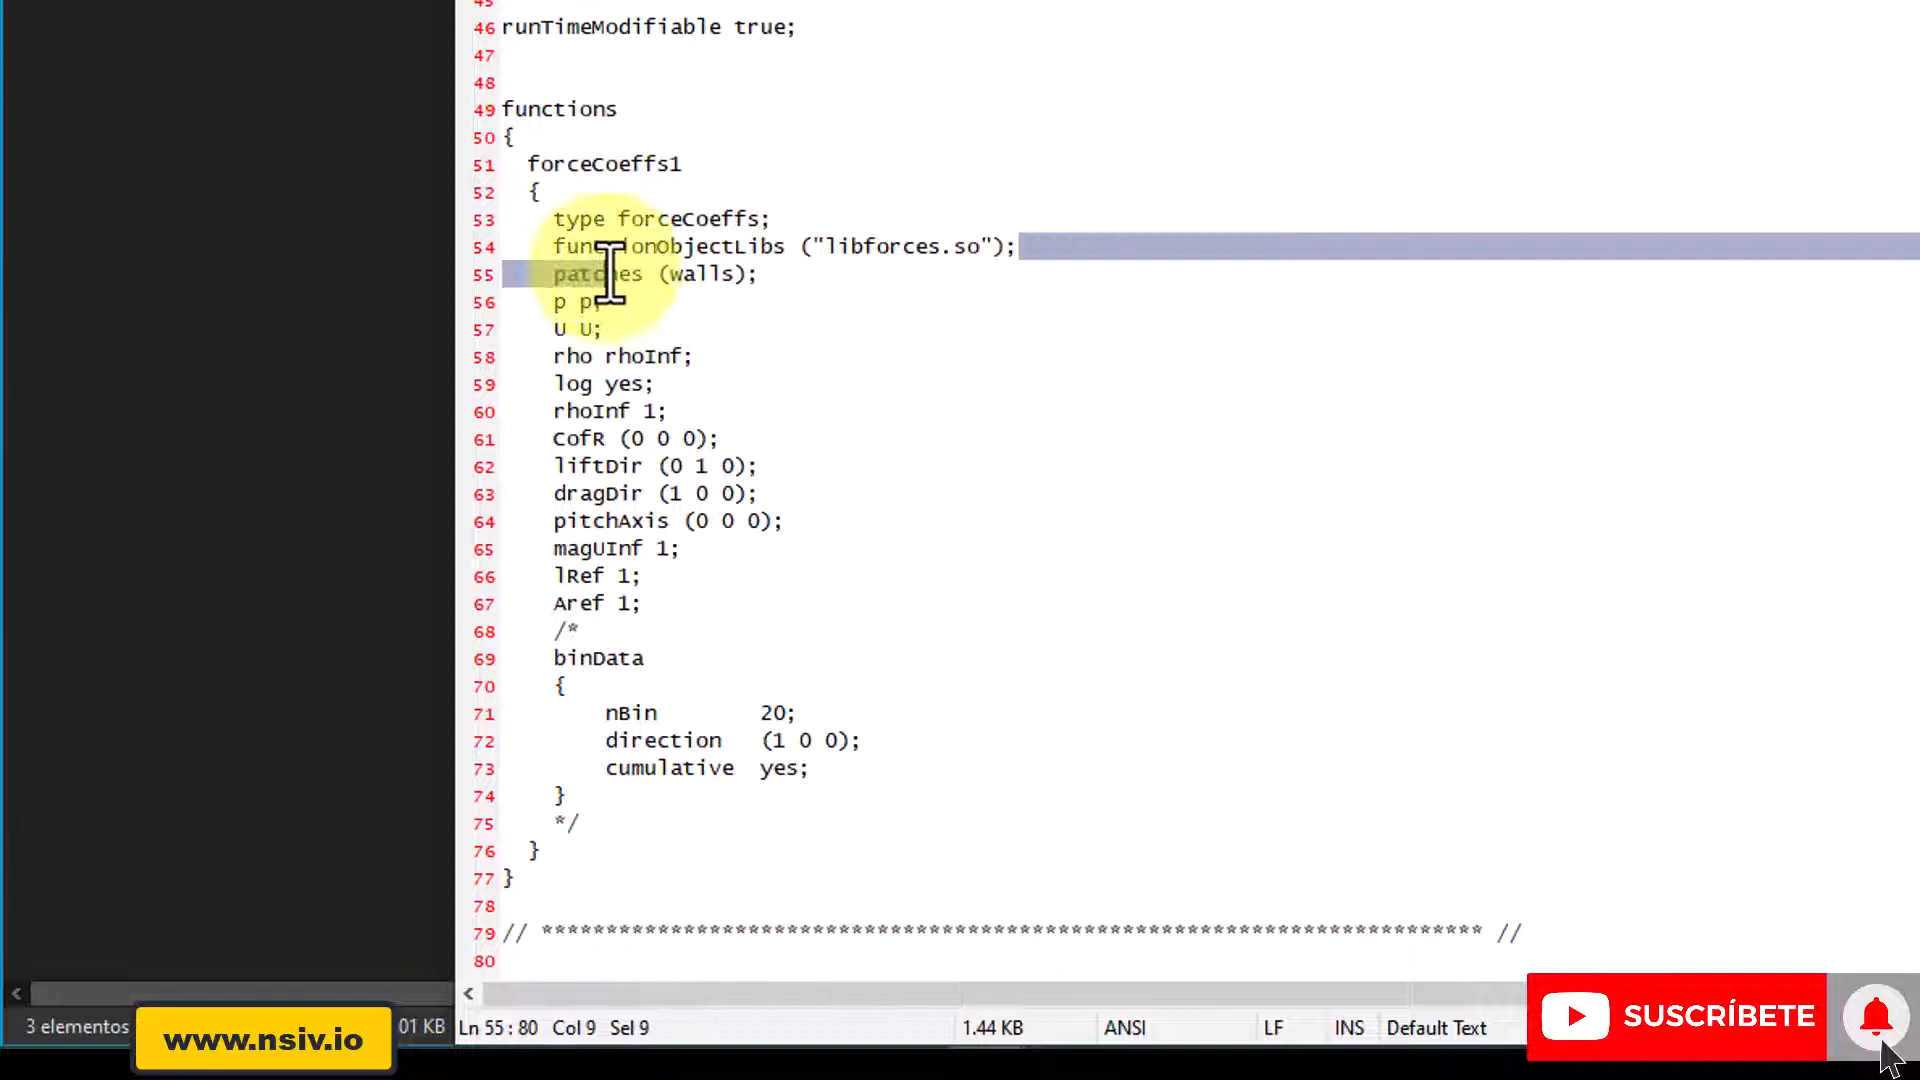 45
46 runTimeModifiable true;
47
48
49 functions
50 {
51 forceCoeffs1
52 {
53 type forceCoeffs;
54 functionObjectLibs ("libforces.so");
55 patches (walls);
56 p p;
57 U U;
58 rho rhoInf;
59 log yes;
60 rhoInf 1;
61 CofR (0 0 0);
62 liftDir (0 1 0);
63 dragDir (1 0 0);
64 pitchAxis (0 0 0);
65 magUInf 1;
66 lRef 1;
67 Aref 1;
68 /*
69 binData
70 {
71 nBin 20;
72 direction (1 0 0);
73 cumulative yes;
74 }
75 */
76 }
77 }
78
79 // ************************************************************************* //
80
3 elementos 01 KB Ln 55 : 80 Col 9 Sel 9 1.44 KB ANSI LF INS Default Text
www.nsiv.io
SUSCRÍBETE